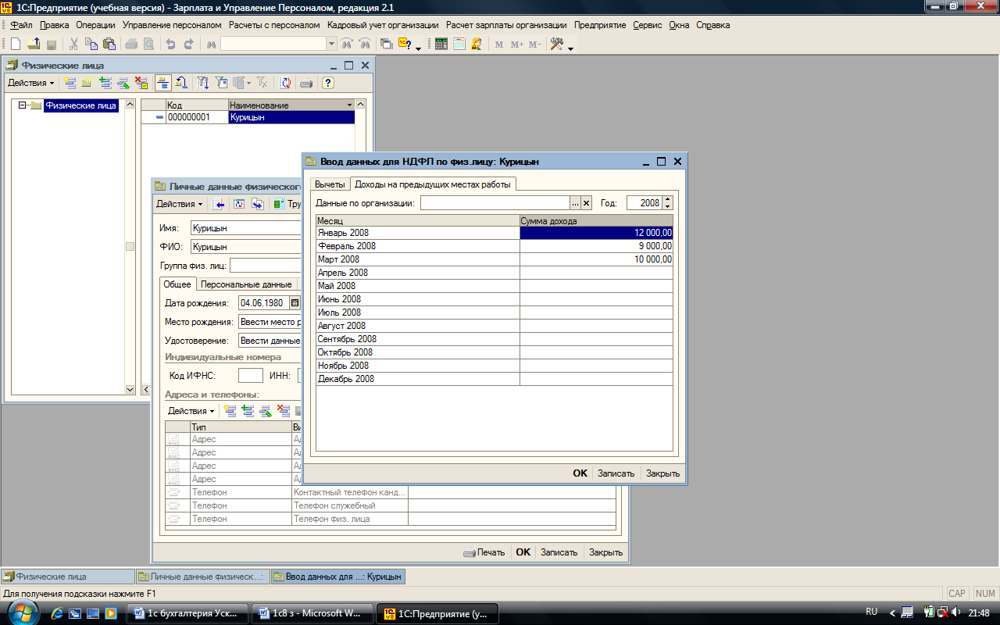 1С:Предприятие (учебная версия) - Зарплата и Управление Персоналом, редакция 2.1
Файл Правка Операции Управление персоналом Расчеты с персоналом Кадровый учет организации Расчет зарплаты организации Предприятие Сервис Окна Справка
M M+ M-
Физические лица
Действия
Физические лица
Код Наименование
000000001 Курицын
Ввод данных для НДФЛ по физ.лицу: Курицын
Вычеты Доходы на предыдущих местах работы
Данные по организации: ... Год: 2008
Месяц Сумма дохода
Январь 2008 12 000,00
Февраль 2008 9 000,00
Март 2008 10 000,00
Апрель 2008
Май 2008
Июнь 2008
Июль 2008
Август 2008
Сентябрь 2008
Октябрь 2008
Ноябрь 2008
Декабрь 2008
OK Записать Закрыть
Личные данные физического
Действия Тру
Имя: Курицын
ФИО: Курицын
Группа физ. лиц:
Общее Персональные данные
Дата рождения: 04.06.1980
Место рождения: Ввести место р
Удостоверение: Ввести данные
Индивидуальные номера
Код ИФНС: ИНН:
Адреса и телефоны:
Действия
Тип Ви
Адрес Ад
Адрес Ад
Адрес Ад
Адрес Ад
Телефон Контактный телефон канд...
Телефон Телефон служебный
Телефон Телефон физ. лица
Печать OK Записать Закрыть
Физические лица Личные данные физическ...: Ввод данных для ...: Курицын
Для получения подсказки нажмите F1 CAP NUM
1с бухгалтерия Уск... 1с8 з - Microsoft W... 1С:Предприятие (у... RU 21:48